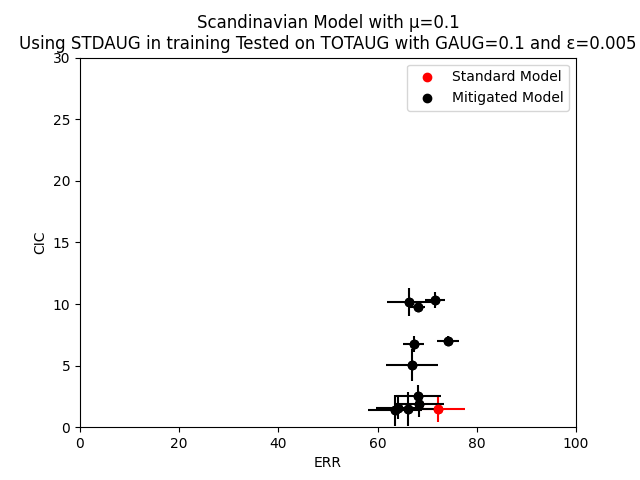 Scandinavian Model with μ=0.1
Using STDAUG in training Tested on TOTAUG with GAUG=0.1 and ε=0.005
Standard Model
Mitigated Model
30
25
20
15
10
5
0
CIC
0 20 40 60 80 100
ERR